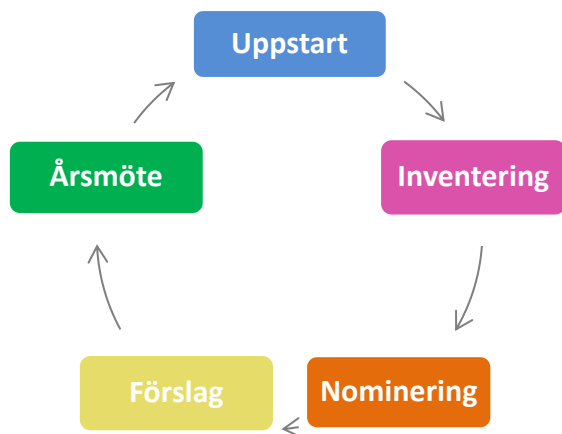 Uppstart
Inventering
Nominering
Förslag
Årsmöte